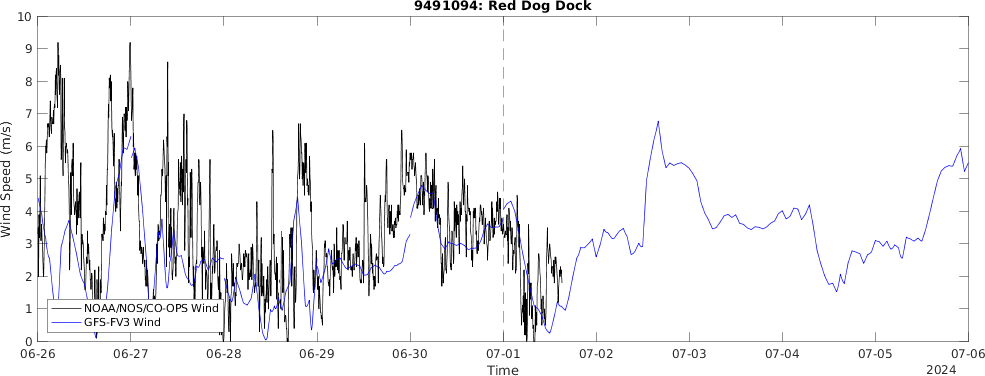 9491094: Red Dog Dock
10
9
8
7
6
5
4
3
2
1
0
Wind Speed (m/s)
NOAA/NOS/CO-OPS Wind
GFS-FV3 Wind
06-26 06-27 06-28 06-29 06-30 07-01 07-02 07-03 07-04 07-05 07-06
Time
2024